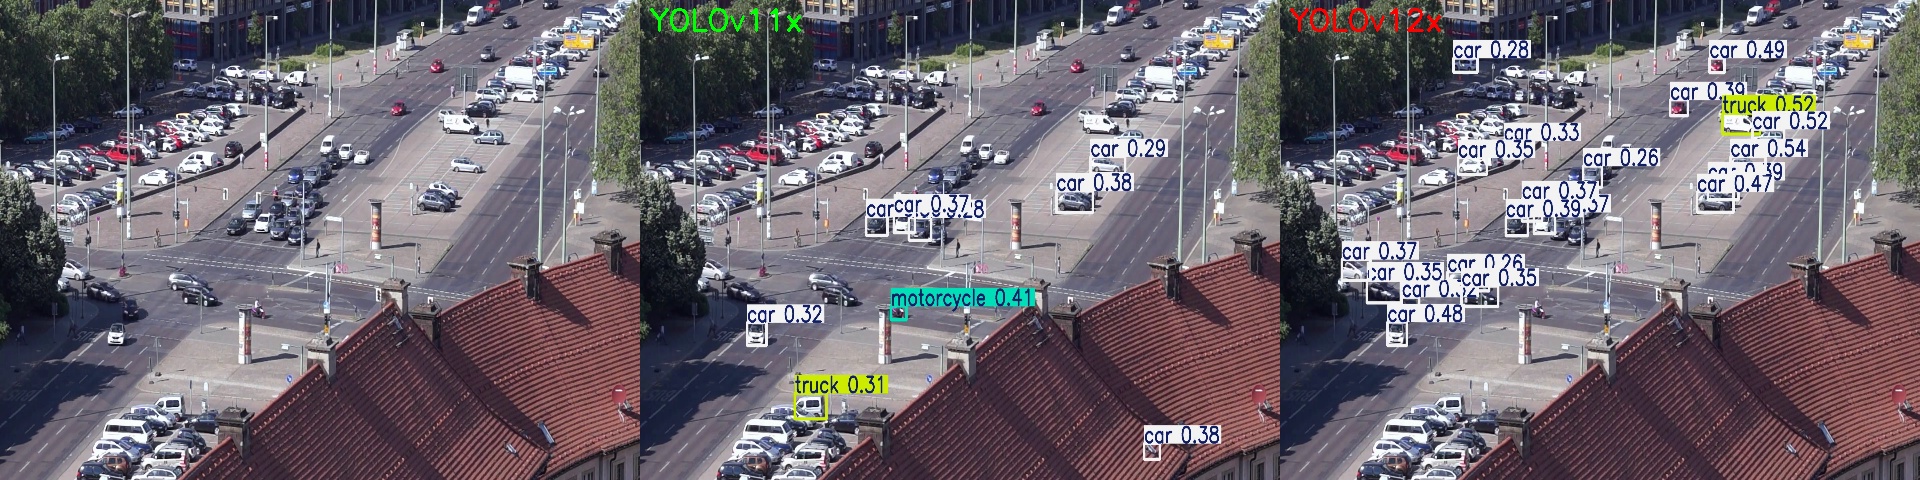 YOLOv11x
car 0.29
car 0.38
car 0.37
car 0.32
motorcycle 0.41
truck 0.31
car 0.38
YOLOv12x
car 0.28
car 0.49
car 0.39
truck 0.52
car 0.52
car 0.33
car 0.35
car 0.26
car 0.54
car 0.47
car 0.37
car 0.39
car 0.37
car 0.35
car 0.26
car 0.35
car 0.48